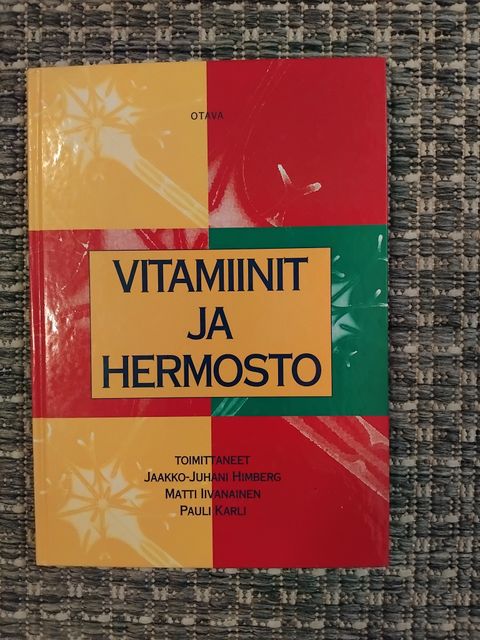 OTAVA
VITAMIINIT
JA
HERMOSTO
TOIMITTANEET
JAAKKO-JUHANI HIMBERG
MATTI IIVANAINEN
PAULI KARLI